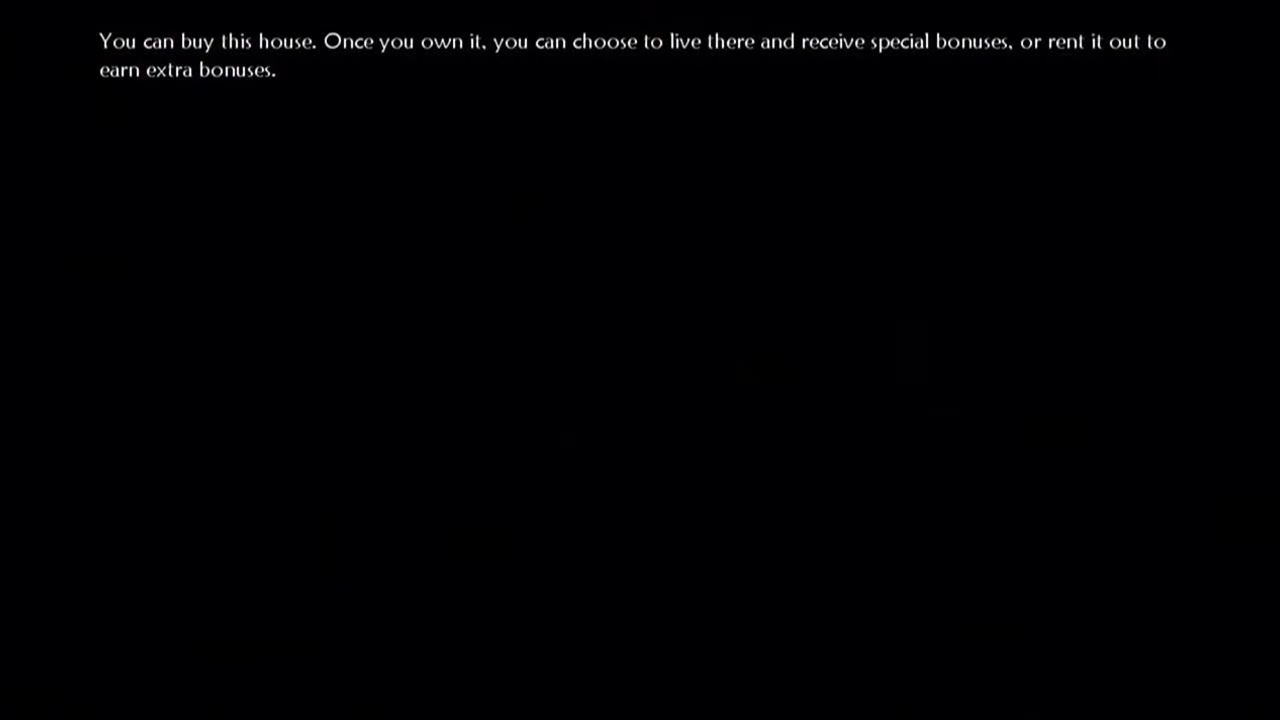 You can buy this house. Once you own it, you can choose to live there and receive special bonuses, or rent it out to
earn extra bonuses.